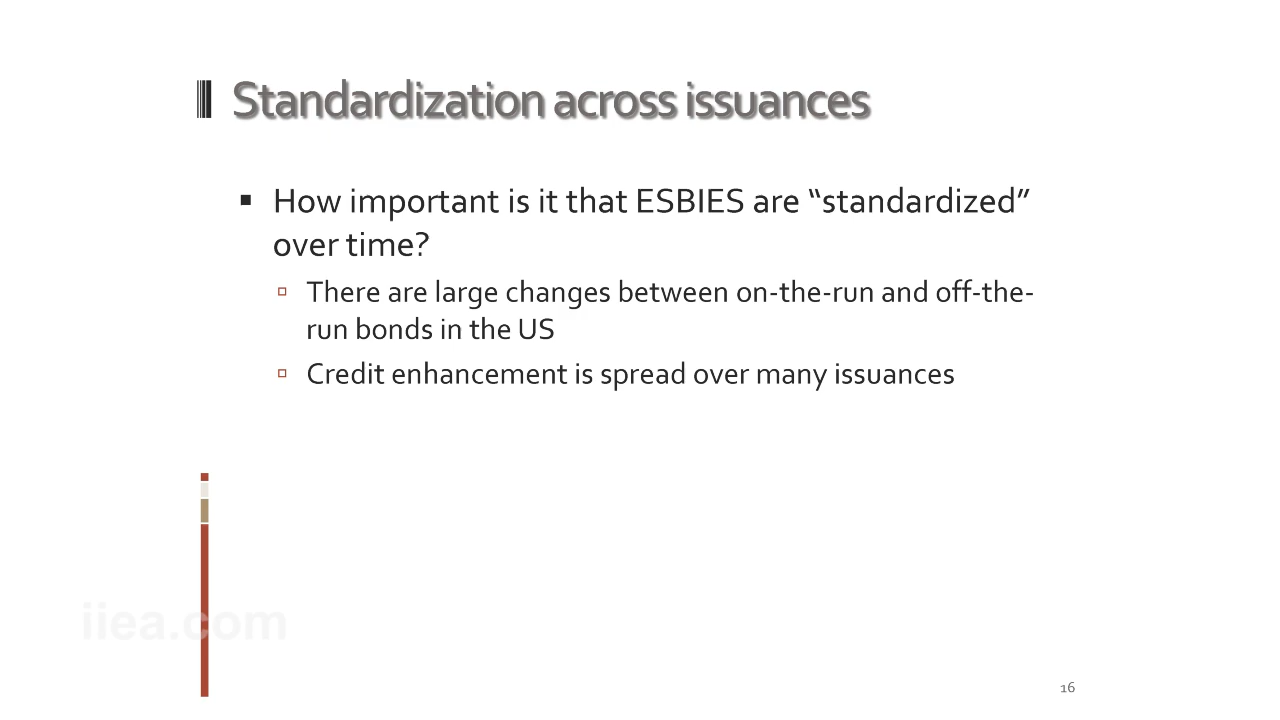 Standardization across issuances
▪ How important is it that ESBIES are “standardized”
over time?
▫ There are large changes between on-the-run and off-the-
run bonds in the US
▫ Credit enhancement is spread over many issuances
iiea.com
16